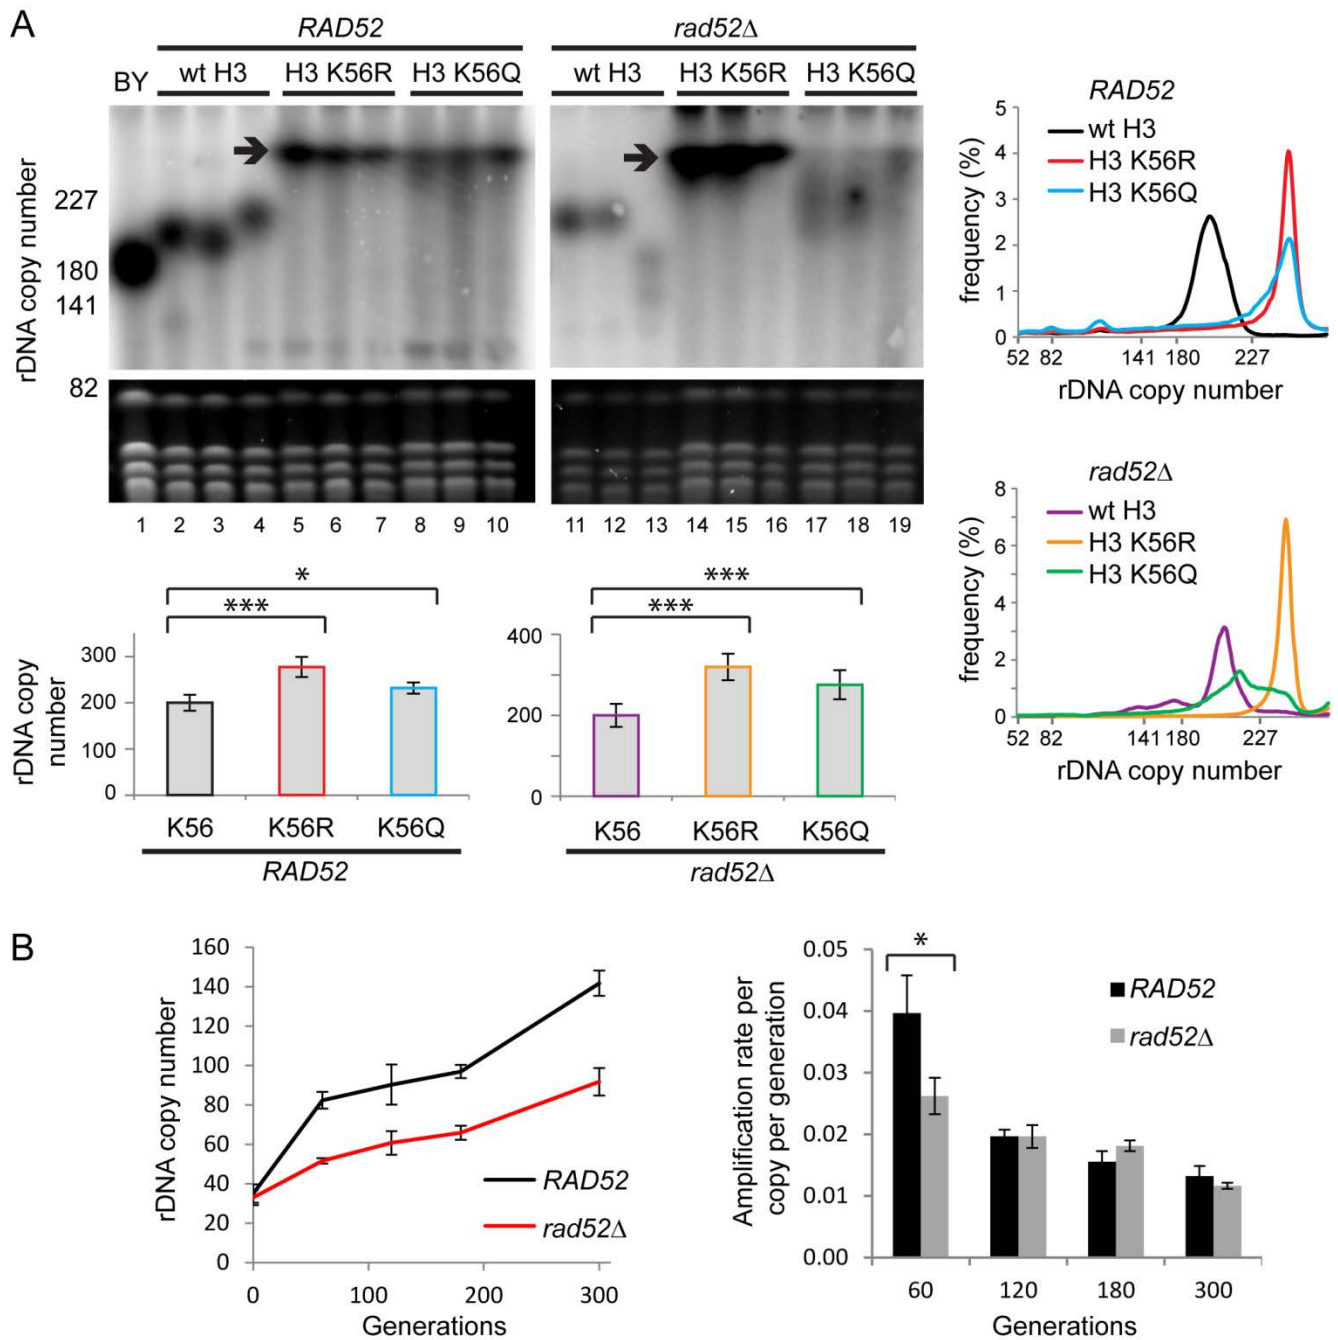 A
RAD52
rad52Δ
BY
wt H3
H3 K56R
H3 K56Q
wt H3
H3 K56R
H3 K56Q
rDNA copy number
227
180
141
82
1 2 3 4 5 6 7 8 9 10
11 12 13 14 15 16 17 18 19
RAD52
wt H3
H3 K56R
H3 K56Q
frequency (%)
5
4
3
2
1
0
52 82 141 180 227
rDNA copy number
rad52Δ
wt H3
H3 K56R
H3 K56Q
frequency (%)
8
6
4
2
0
52 82 141 180 227
rDNA copy number
*
***
rDNA copy
number
300
200
100
0
K56 K56R K56Q
RAD52
***
***
400
200
0
K56 K56R K56Q
rad52Δ
B
rDNA copy number
160
140
120
100
80
60
40
20
0
RAD52
rad52Δ
0 100 200 300
Generations
Amplification rate per
copy per generation
0.05
0.04
0.03
0.02
0.01
0.00
*
RAD52
rad52Δ
60 120 180 300
Generations